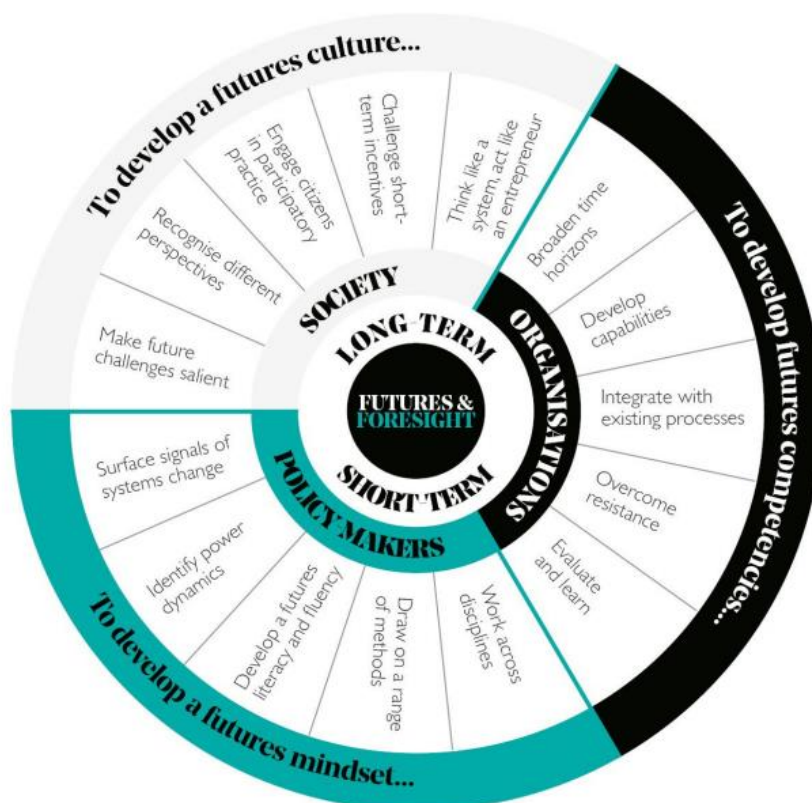 To develop a futures culture...
Make future
challenges salient
Recognise different
perspectives
Engage citizens
in participatory
practice
Challenge short-
term incentives
Think like a
system, act like
an entrepreneur
SOCIETY
To develop futures competencies...
Broaden time
horizons
Develop
capabilities
Integrate with
existing processes
Overcome
resistance
Evaluate
and learn
ORGANISATIONS
To develop a futures mindset...
Surface signals of
systems change
Identify power
dynamics
Develop a futures
literacy and fluency
Draw on a range
of methods
Work across
disciplines
POLICY-MAKERS
LONG-TERM
FUTURES &
FORESIGHT
SHORT-TERM